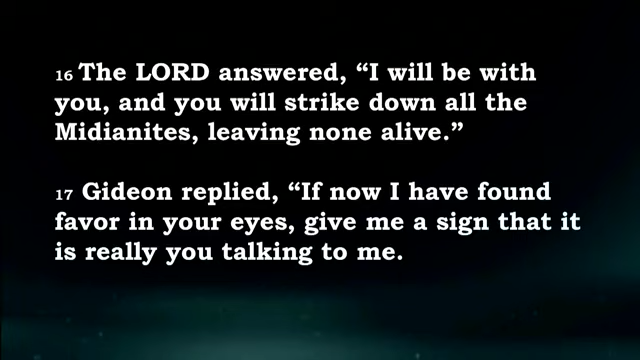 16 The LORD answered, “I will be with
you, and you will strike down all the
Midianites, leaving none alive.”
17 Gideon replied, “If now I have found
favor in your eyes, give me a sign that it
is really you talking to me.